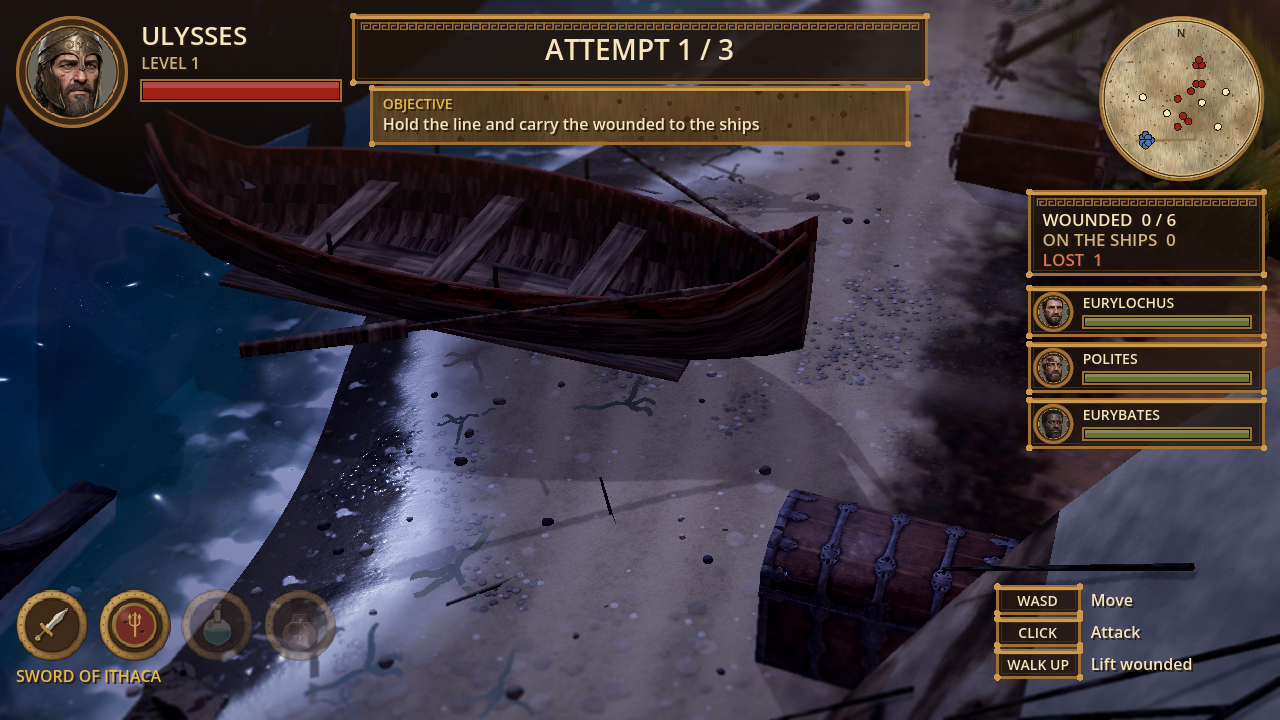 ULYSSES
LEVEL 1
ATTEMPT 1 / 3
OBJECTIVE
Hold the line and carry the wounded to the ships
N
WOUNDED 0 / 6
ON THE SHIPS 0
LOST 1
EURYLOCHUS
POLITES
EURYBATES
SWORD OF ITHACA
WASD Move
CLICK Attack
WALK UP Lift wounded